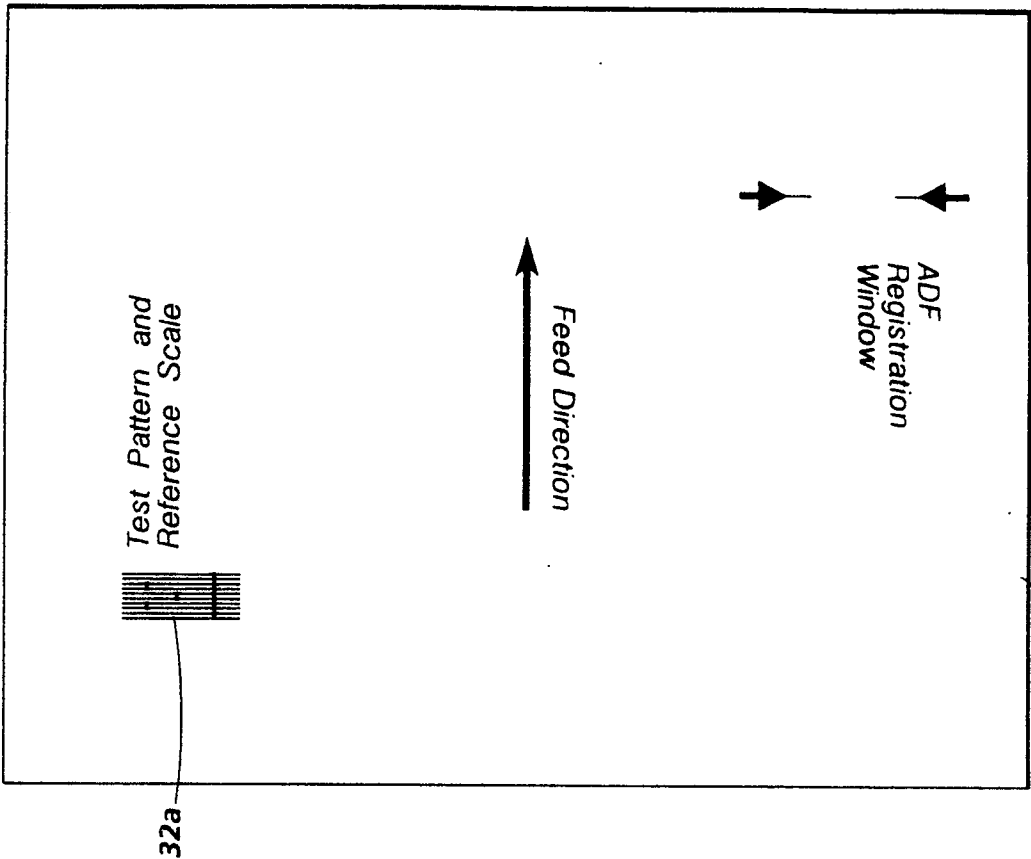 Test Pattern and
Reference Scale
Feed Direction
ADF
Registration
Window
32a